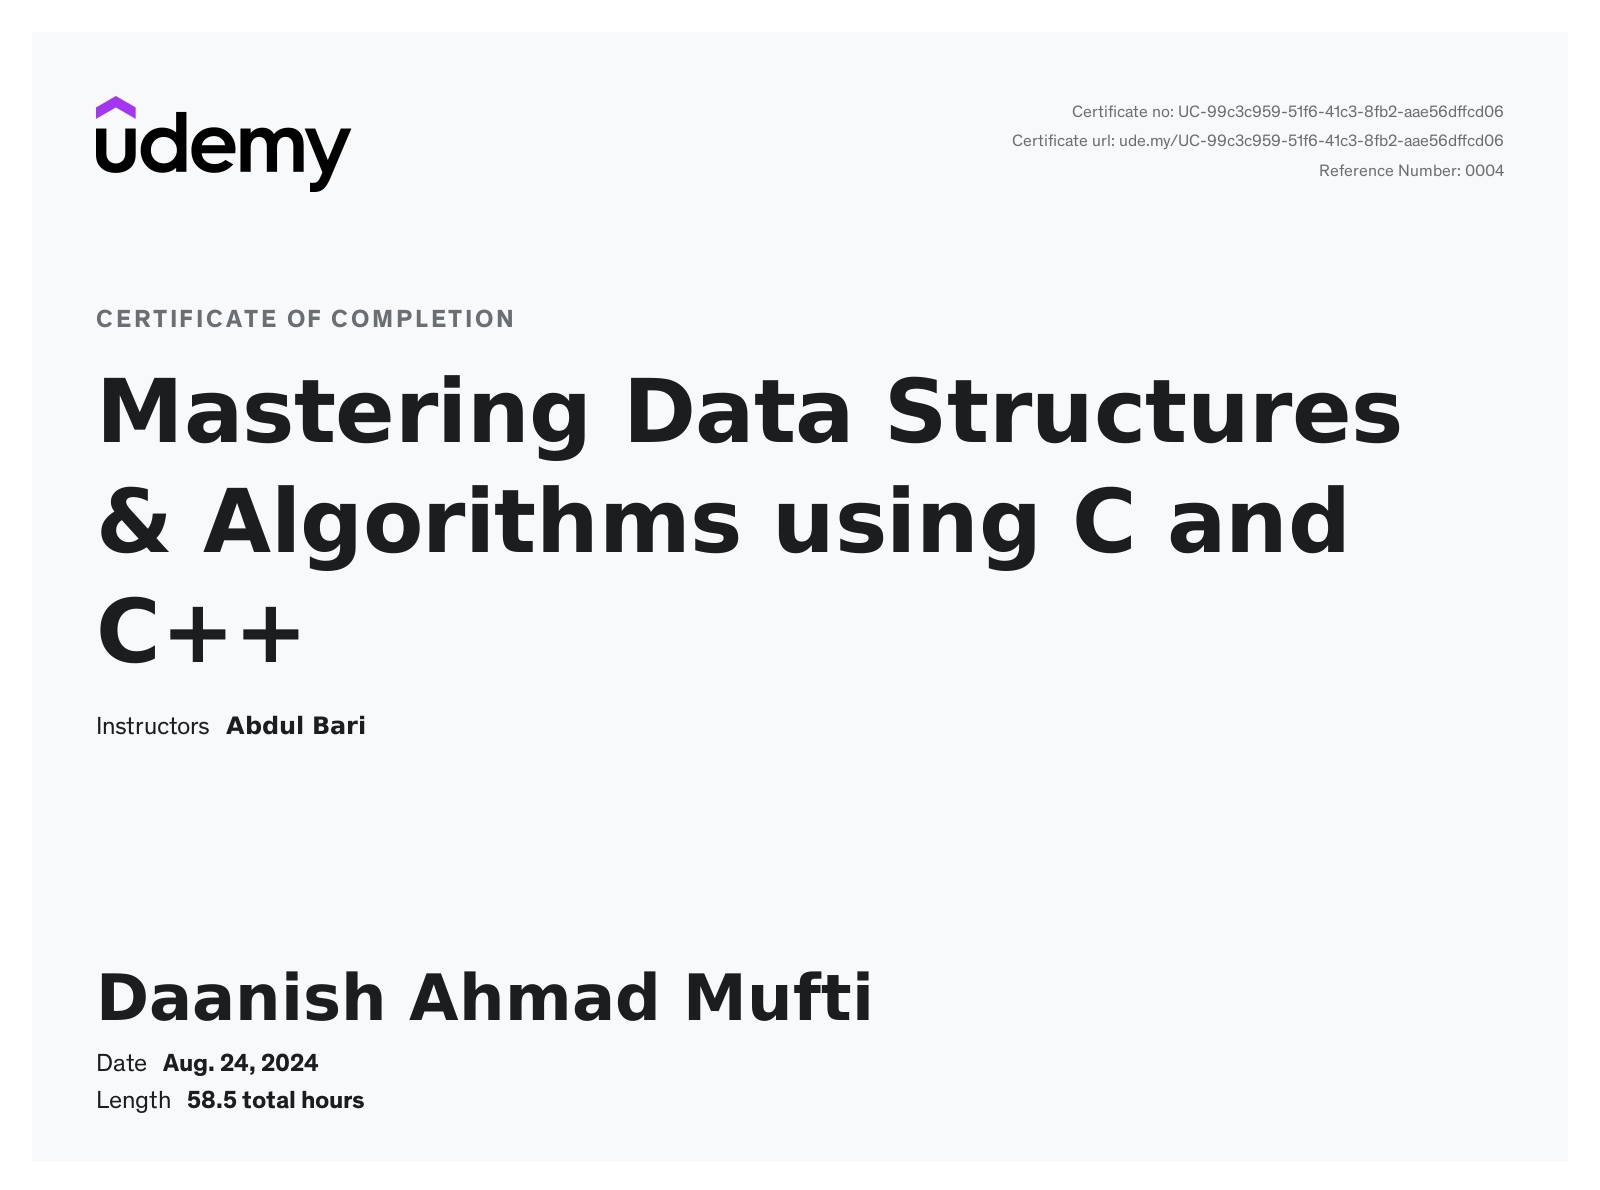 udemy
Certificate no: UC-99c3c959-51f6-41c3-8fb2-aae56dffcd06
Certificate url: ude.my/UC-99c3c959-51f6-41c3-8fb2-aae56dffcd06
Reference Number: 0004
CERTIFICATE OF COMPLETION
Mastering Data Structures
& Algorithms using C and
C++
Instructors Abdul Bari
Daanish Ahmad Mufti
Date Aug. 24, 2024
Length 58.5 total hours